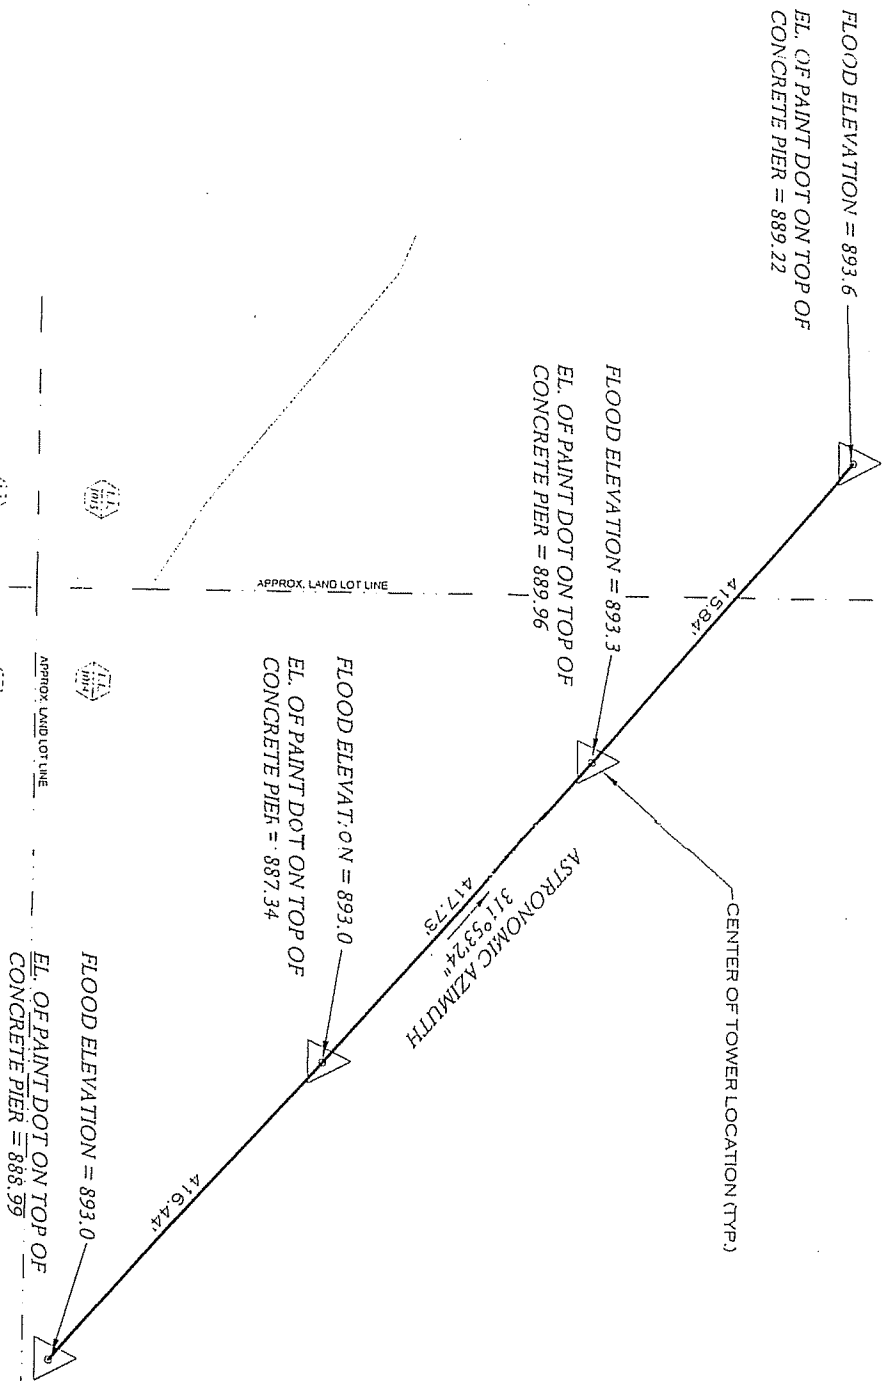 FLOOD ELEVATION = 893.6
EL. OF PAINT DOT ON TOP OF
CONCRETE PIER = 889.22
FLOOD ELEVATION = 893.3
EL. OF PAINT DOT ON TOP OF
CONCRETE PIER = 889.96
415.84'
CENTER OF TOWER LOCATION (TYP.)
ASTRONOMIC AZIMUTH
311°53'24"
417.73'
FLOOD ELEVATION = 893.0
EL. OF PAINT DOT ON TOP OF
CONCRETE PIER = 887.34
416.44'
FLOOD ELEVATION = 893.0
EL. OF PAINT DOT ON TOP OF
CONCRETE PIER = 888.99
APPROX. LAND LOT LINE
APPROX. LAND LOT LINE
L.L.
1015
L.L.
1014